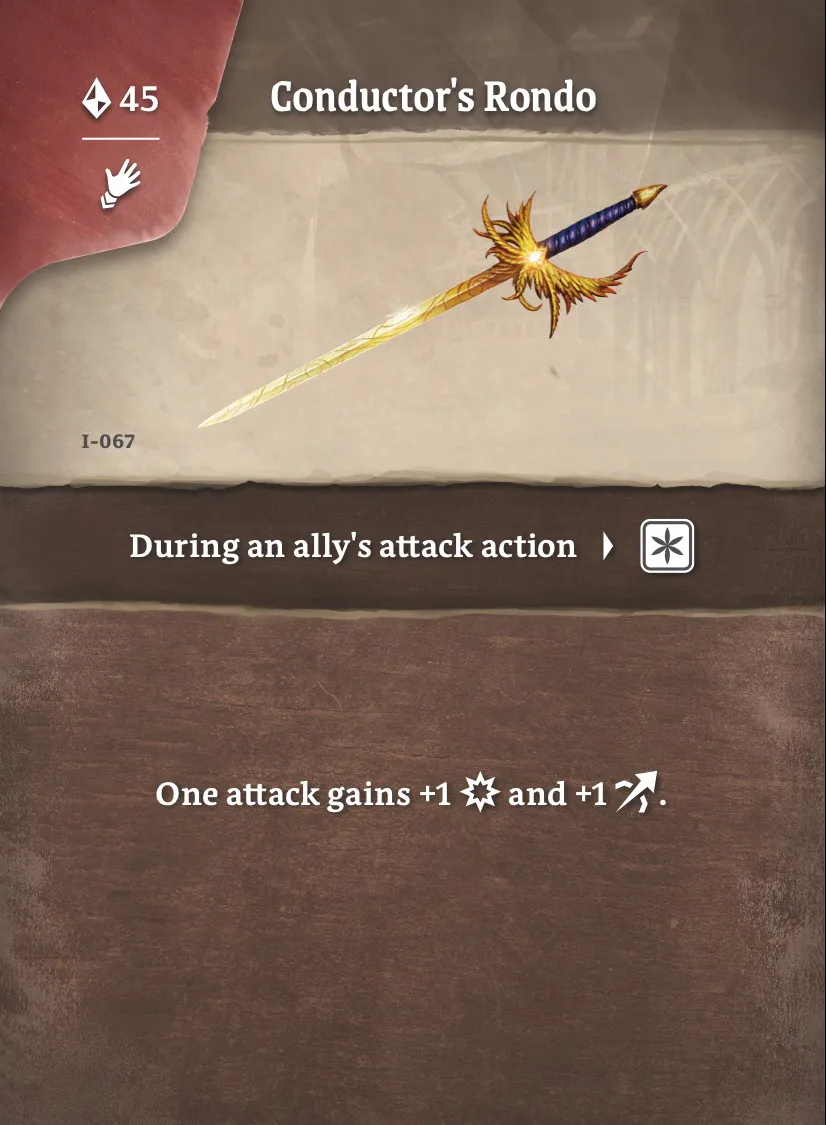 45
Conductor's Rondo
I-067
During an ally's attack action
One attack gains +1 and +1 .